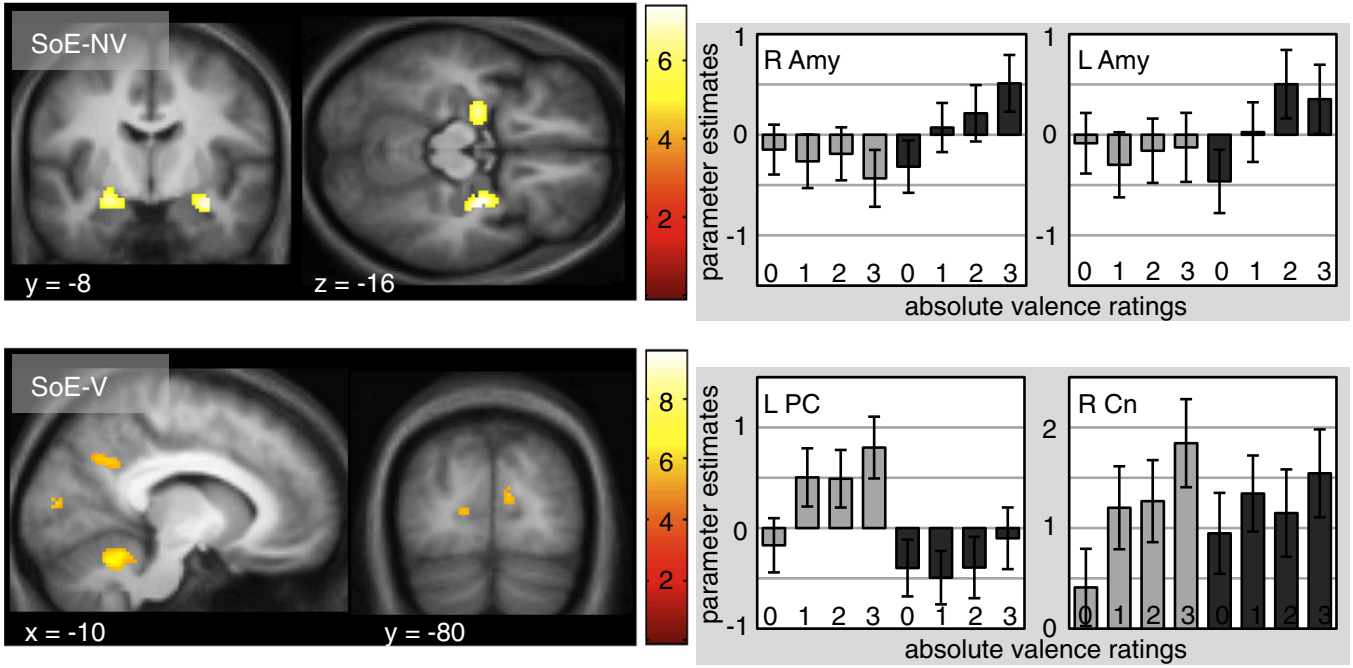 SoE-NV
y = -8
z = -16
6
4
2
parameter estimates
1
0
-1
R Amy
0 1 2 3 0 1 2 3
1
0
-1
L Amy
0 1 2 3 0 1 2 3
absolute valence ratings
SoE-V
x = -10
y = -80
8
6
4
2
parameter estimates
1
0
-1
L PC
0 1 2 3 0 1 2 3
2
1
0
R Cn
0 1 2 3 0 1 2 3
absolute valence ratings